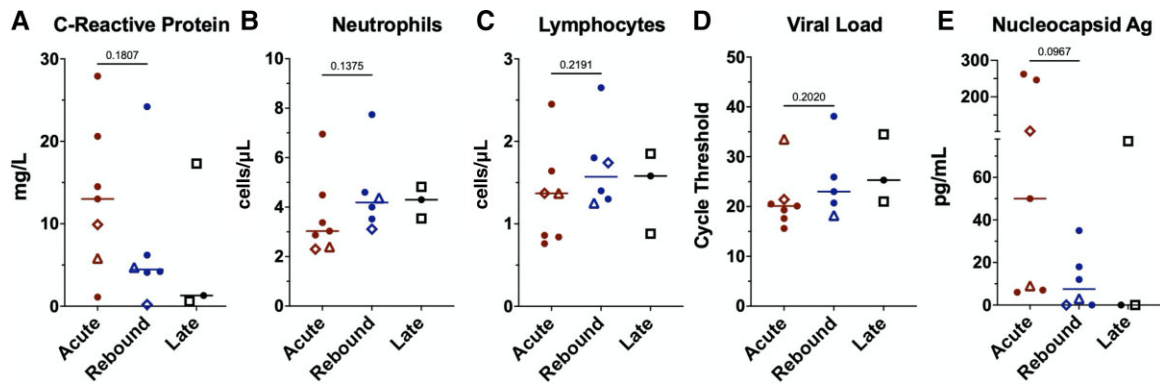 A C-Reactive Protein
0.1807
30
20
10
0
mg/L
Acute
Rebound
Late
B Neutrophils
0.1375
10
8
6
4
2
0
cells/µL
Acute
Rebound
Late
C Lymphocytes
0.2191
3
2
1
0
cells/µL
Acute
Rebound
Late
D Viral Load
0.2020
50
40
30
20
10
0
Cycle Threshold
Acute
Rebound
Late
E Nucleocapsid Ag
0.0967
300
200
80
60
40
20
0
pg/mL
Acute
Rebound
Late